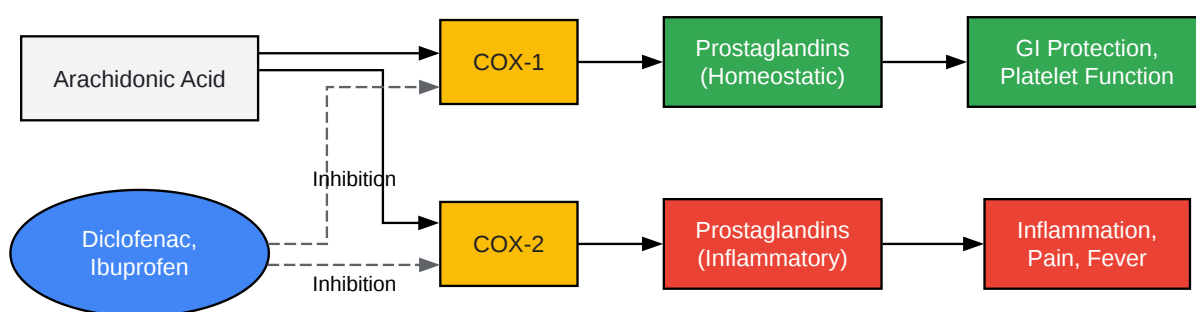 Arachidonic Acid
COX-1
Prostaglandins
(Homeostatic)
GI Protection,
Platelet Function
Inhibition
Diclofenac,
Ibuprofen
Inhibition
COX-2
Prostaglandins
(Inflammatory)
Inflammation,
Pain, Fever